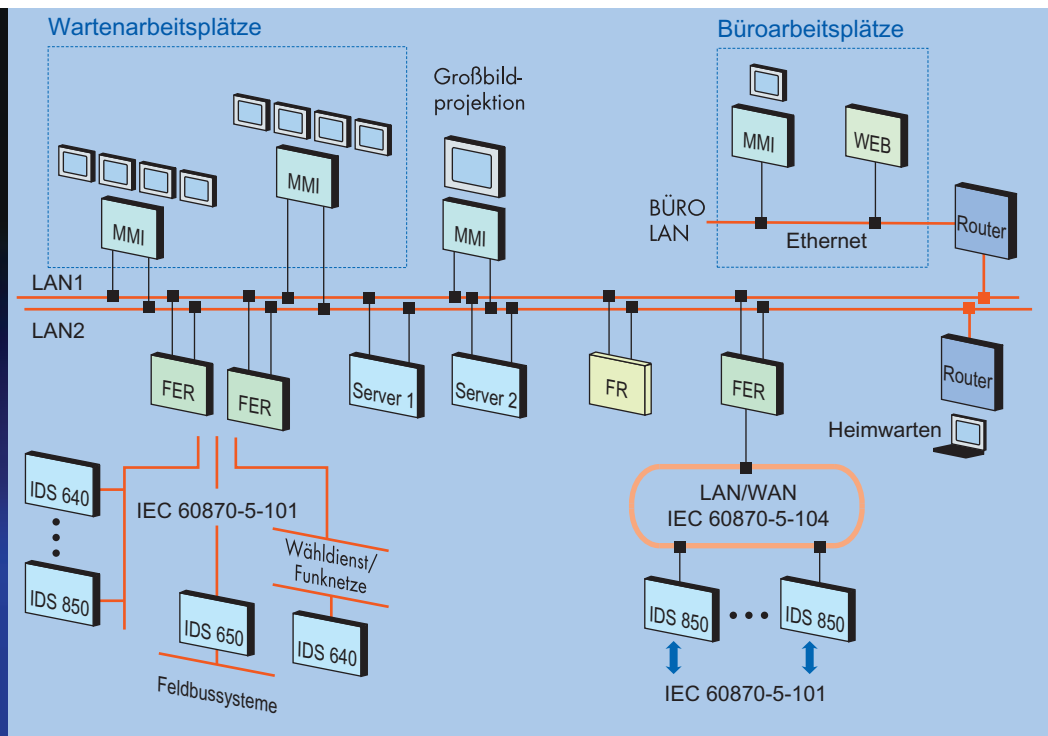 Wartenarbeitsplätze
Büroarbeitsplätze
Großbild-
projektion
MMI
WEB
MMI
MMI
MMI
BÜRO
LAN
Ethernet
Router
LAN1
LAN2
FER
FER
Server 1
Server 2
FR
FER
Router
Heimwarten
IDS 640
IEC 60870-5-101
LAN/WAN
IEC 60870-5-104
Wähldienst/
Funknetze
IDS 850
IDS 650
IDS 640
IDS 850
IDS 850
Feldbussysteme
IEC 60870-5-101